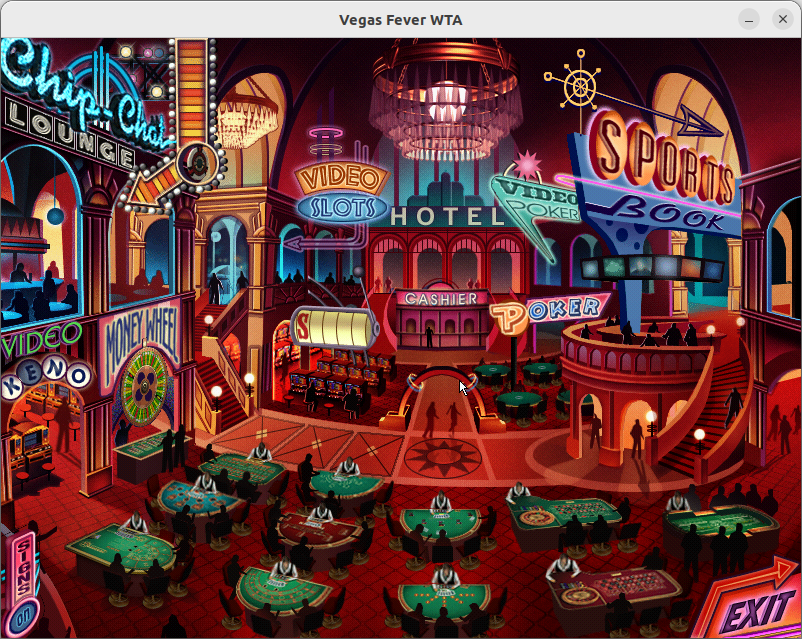 Vegas Fever WTA
Chip-Chat
LOUNGE
VIDEO
SLOTS
HOTEL
VIDEO
POKER
SPORTS
BOOK
CASHIER
POKER
MONEY WHEEL
VIDEO
KENO
SIGNS
on
EXIT